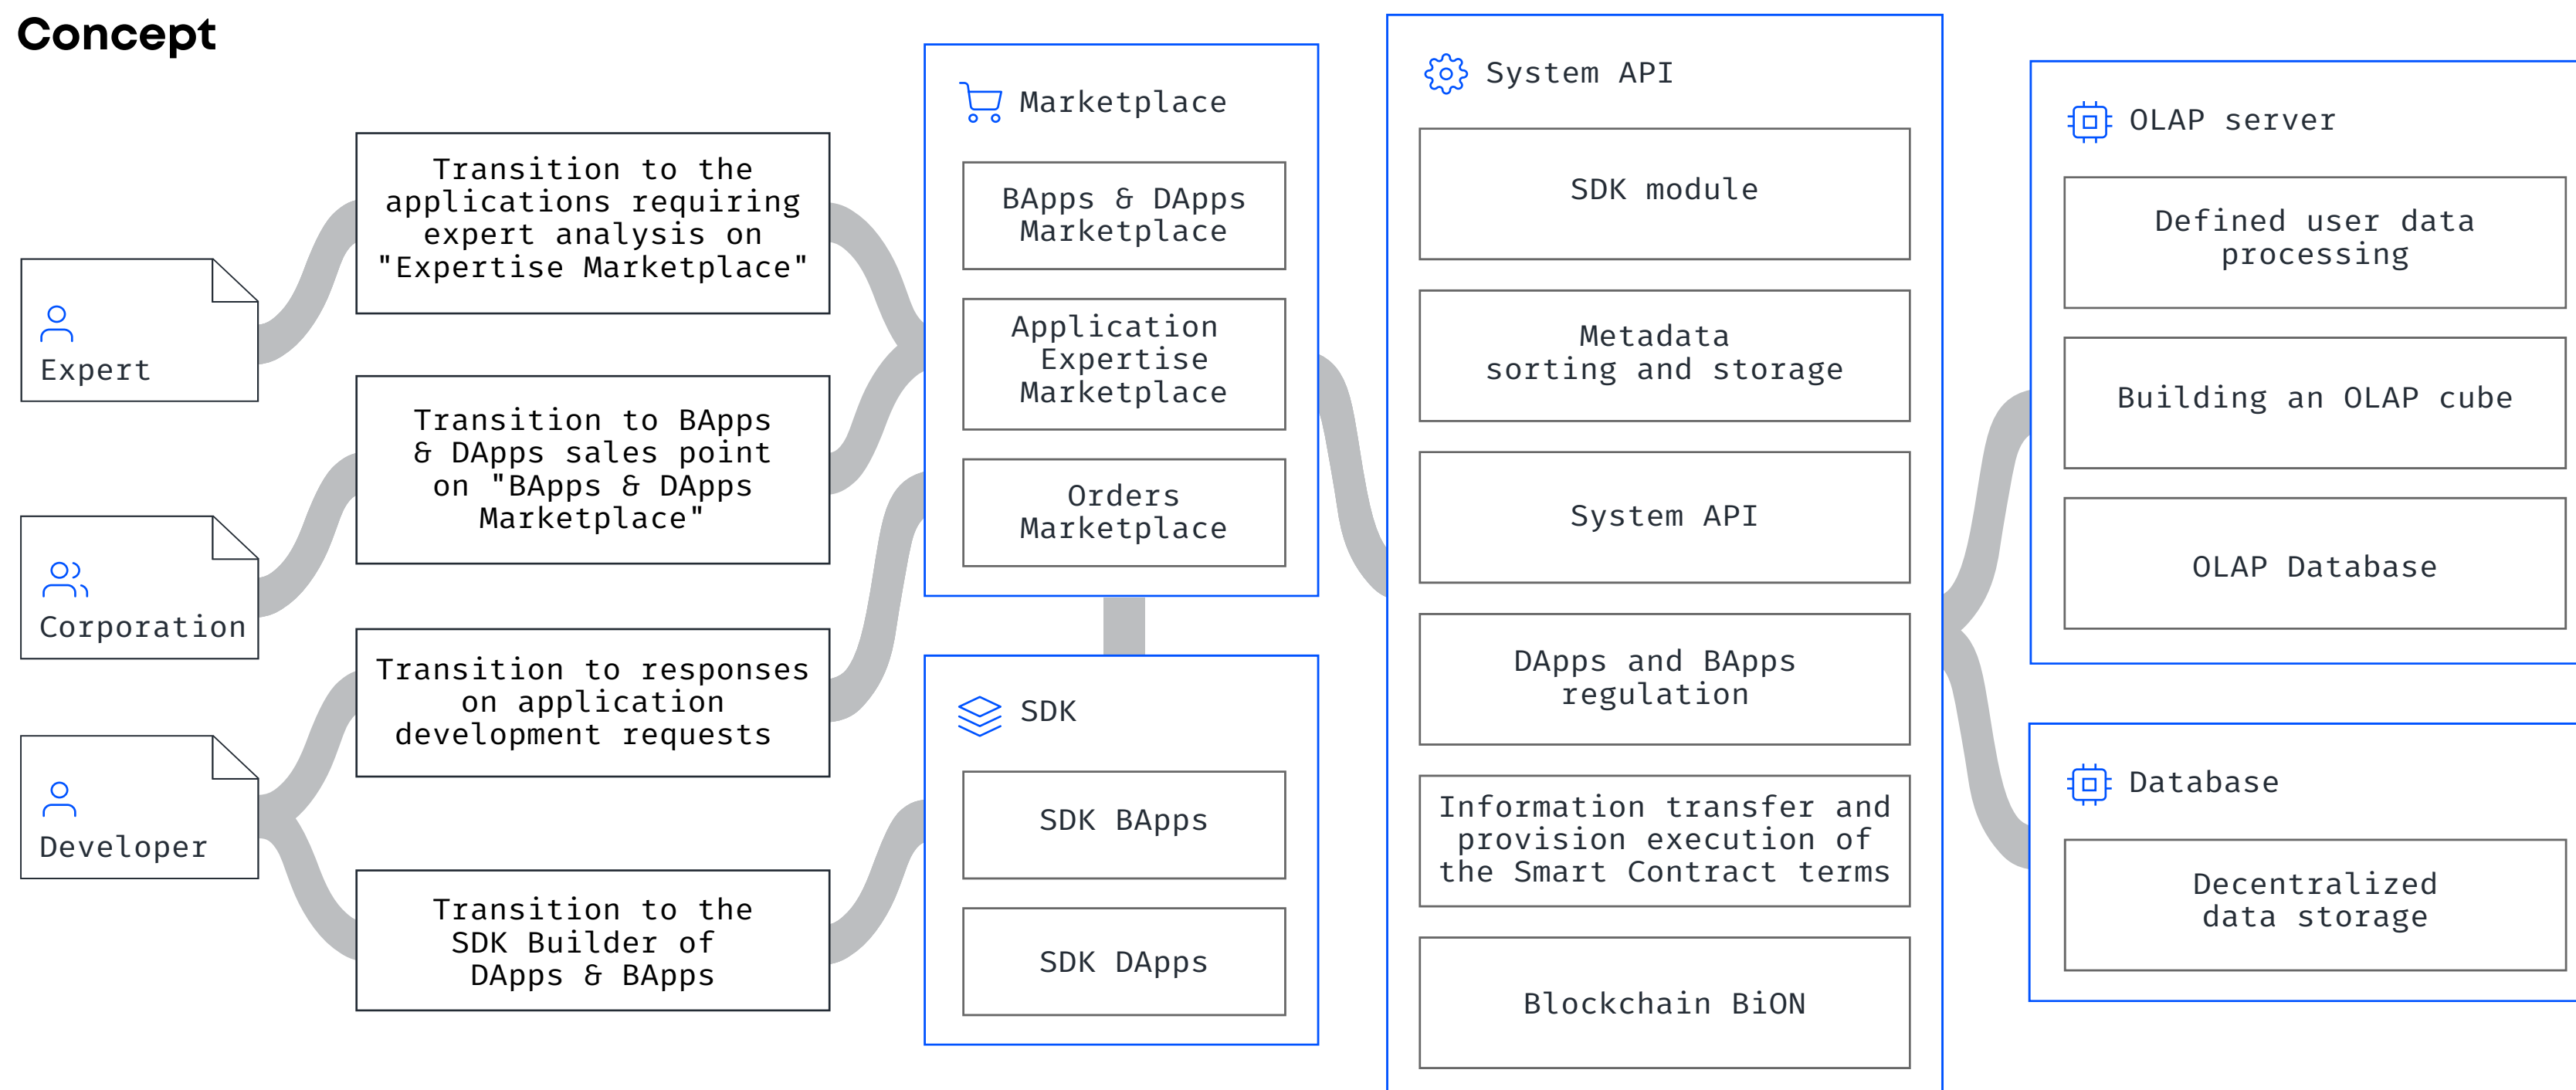 Concept
Expert
Corporation
Developer
Transition to the
applications requiring
expert analysis on
"Expertise Marketplace"
Transition to BApps
& DApps sales point
on "BApps & DApps
Marketplace"
Transition to responses
on application
development requests
Transition to the
SDK Builder of
DApps & BApps
Marketplace
BApps & DApps
Marketplace
Application
Expertise
Marketplace
Orders
Marketplace
SDK
SDK BApps
SDK DApps
System API
SDK module
Metadada
sorting and storage
System API
DApps and BApps
regulation
Information transfer and
provision execution of
the Smart Contract terms
Blockchain BiON
OLAP server
Defined user data
processing
Building an OLAP cube
OLAP Database
Database
Decentralized
data storage